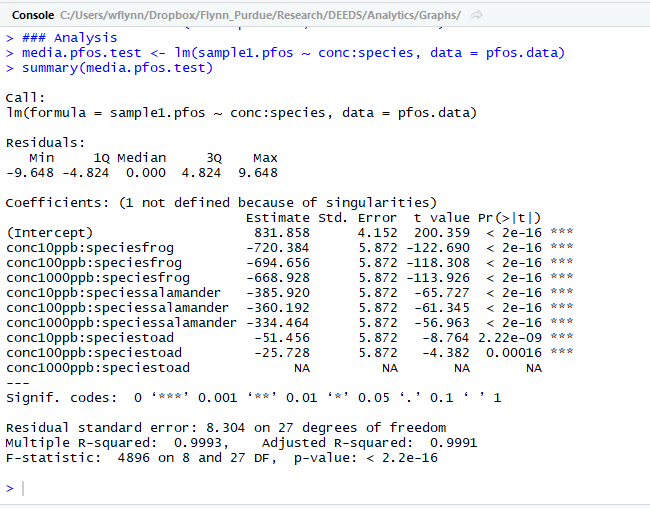 Console C:/Users/wflynn/Dropbox/Flynn_Purdue/Research/DEEDS/Analytics/Graphs/
> ### Analysis
> media.pfos.test <- lm(sample1.pfos ~ conc:species, data = pfos.data)
> summary(media.pfos.test)
Call:
lm(formula = sample1.pfos ~ conc:species, data = pfos.data)
Residuals:
Min 1Q Median 3Q Max
-9.648 -4.824 0.000 4.824 9.648
Coefficients: (1 not defined because of singularities)
Estimate Std. Error t value Pr(>|t|)
(Intercept) 831.858 4.152 200.359 < 2e-16 ***
conc10ppb:speciesfrog -720.384 5.872 -122.690 < 2e-16 ***
conc100ppb:speciesfrog -694.656 5.872 -118.308 < 2e-16 ***
conc1000ppb:speciesfrog -668.928 5.872 -113.926 < 2e-16 ***
conc10ppb:speciessalamander -385.920 5.872 -65.727 < 2e-16 ***
conc100ppb:speciessalamander -360.192 5.872 -61.345 < 2e-16 ***
conc1000ppb:speciessalamander -334.464 5.872 -56.963 < 2e-16 ***
conc10ppb:speciestoad -51.456 5.872 -8.764 2.22e-09 ***
conc100ppb:speciestoad -25.728 5.872 -4.382 0.00016 ***
conc1000ppb:speciestoad NA NA NA NA
---
Signif. codes: 0 ‘***’ 0.001 ‘**’ 0.01 ‘*’ 0.05 ‘.’ 0.1 ‘ ’ 1
Residual standard error: 8.304 on 27 degrees of freedom
Multiple R-squared: 0.9993, Adjusted R-squared: 0.9991
F-statistic: 4896 on 8 and 27 DF, p-value: < 2.2e-16
>